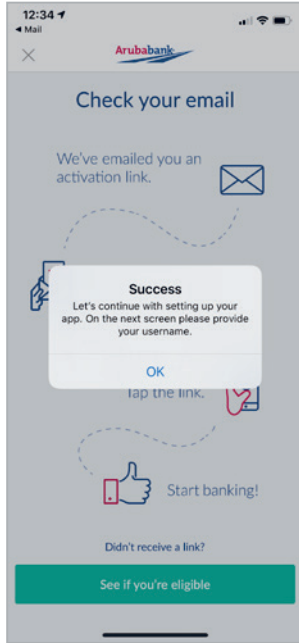 12:34
Mail
Arubabank
Check your email
We've emailed you an
activation link.
Success
Let's continue with setting up your
app. On the next screen please provide
your username.
OK
Tap the link.
Start banking!
Didn't receive a link?
See if you're eligible